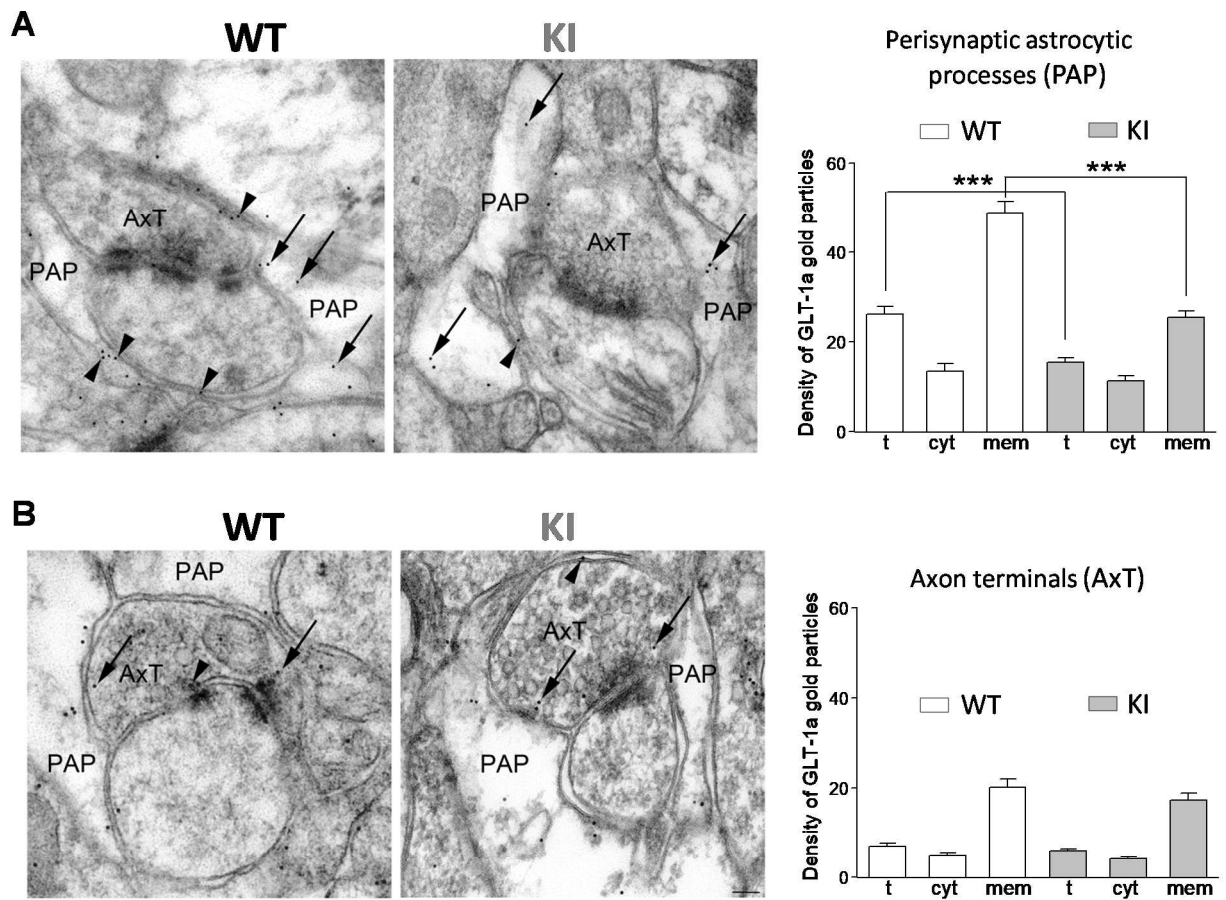 A
WT
KI
AxT
PAP
PAP
PAP
AxT
PAP
Perisynaptic astrocytic
processes (PAP)
WT
KI
Density of GLT-1a gold particles
60
40
20
0
***
***
t
cyt
mem
t
cyt
mem
B
WT
KI
PAP
AxT
PAP
AxT
PAP
PAP
Axon terminals (AxT)
WT
KI
Density of GLT-1a gold particles
60
40
20
0
t
cyt
mem
t
cyt
mem